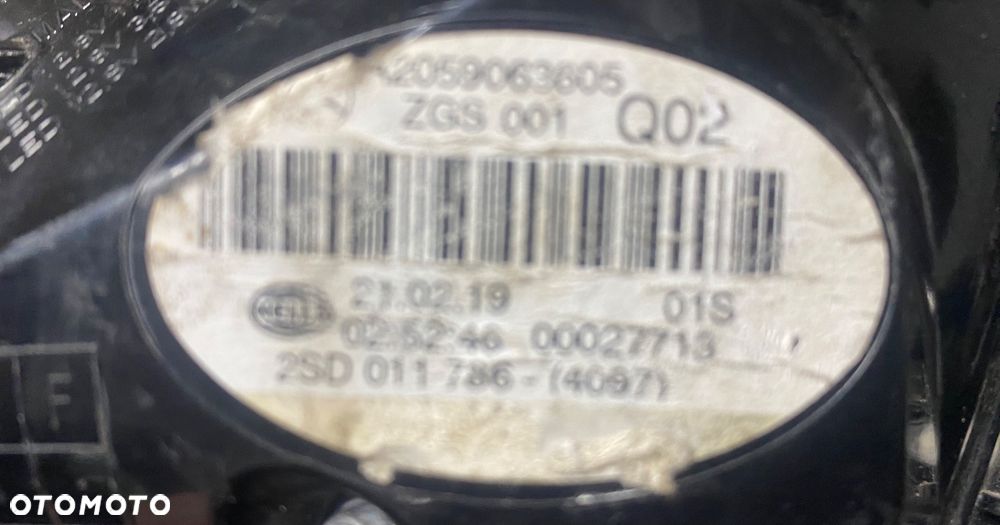 A2059063605
ZGS 001 Q02
HELLA 21.02.19 01S
02:52:46 00027713
2SD 011 786 - (4097)
F
OTOMOTO